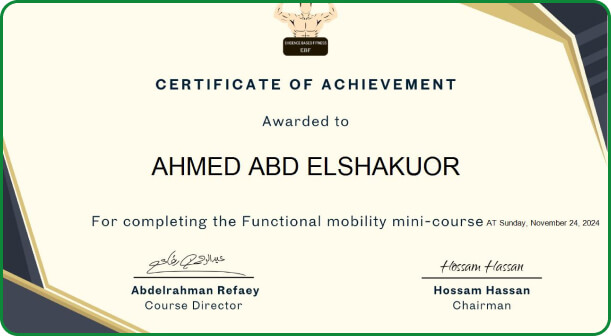 EVIDENCE BASED FITNESS
EBF
CERTIFICATE OF ACHIEVEMENT
Awarded to
AHMED ABD ELSHAKUOR
For completing the Functional mobility mini-course AT Sunday, November 24, 2024
Hossam Hassan
Abdelrahman Refaey
Hossam Hassan
Course Director
Chairman